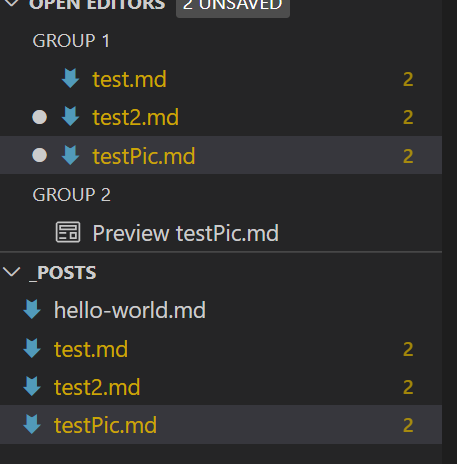 OPEN EDITORS 2 UNSAVED
GROUP 1
test.md 2
test2.md 2
testPic.md 2
GROUP 2
Preview testPic.md
_POSTS
hello-world.md
test.md 2
test2.md 2
testPic.md 2